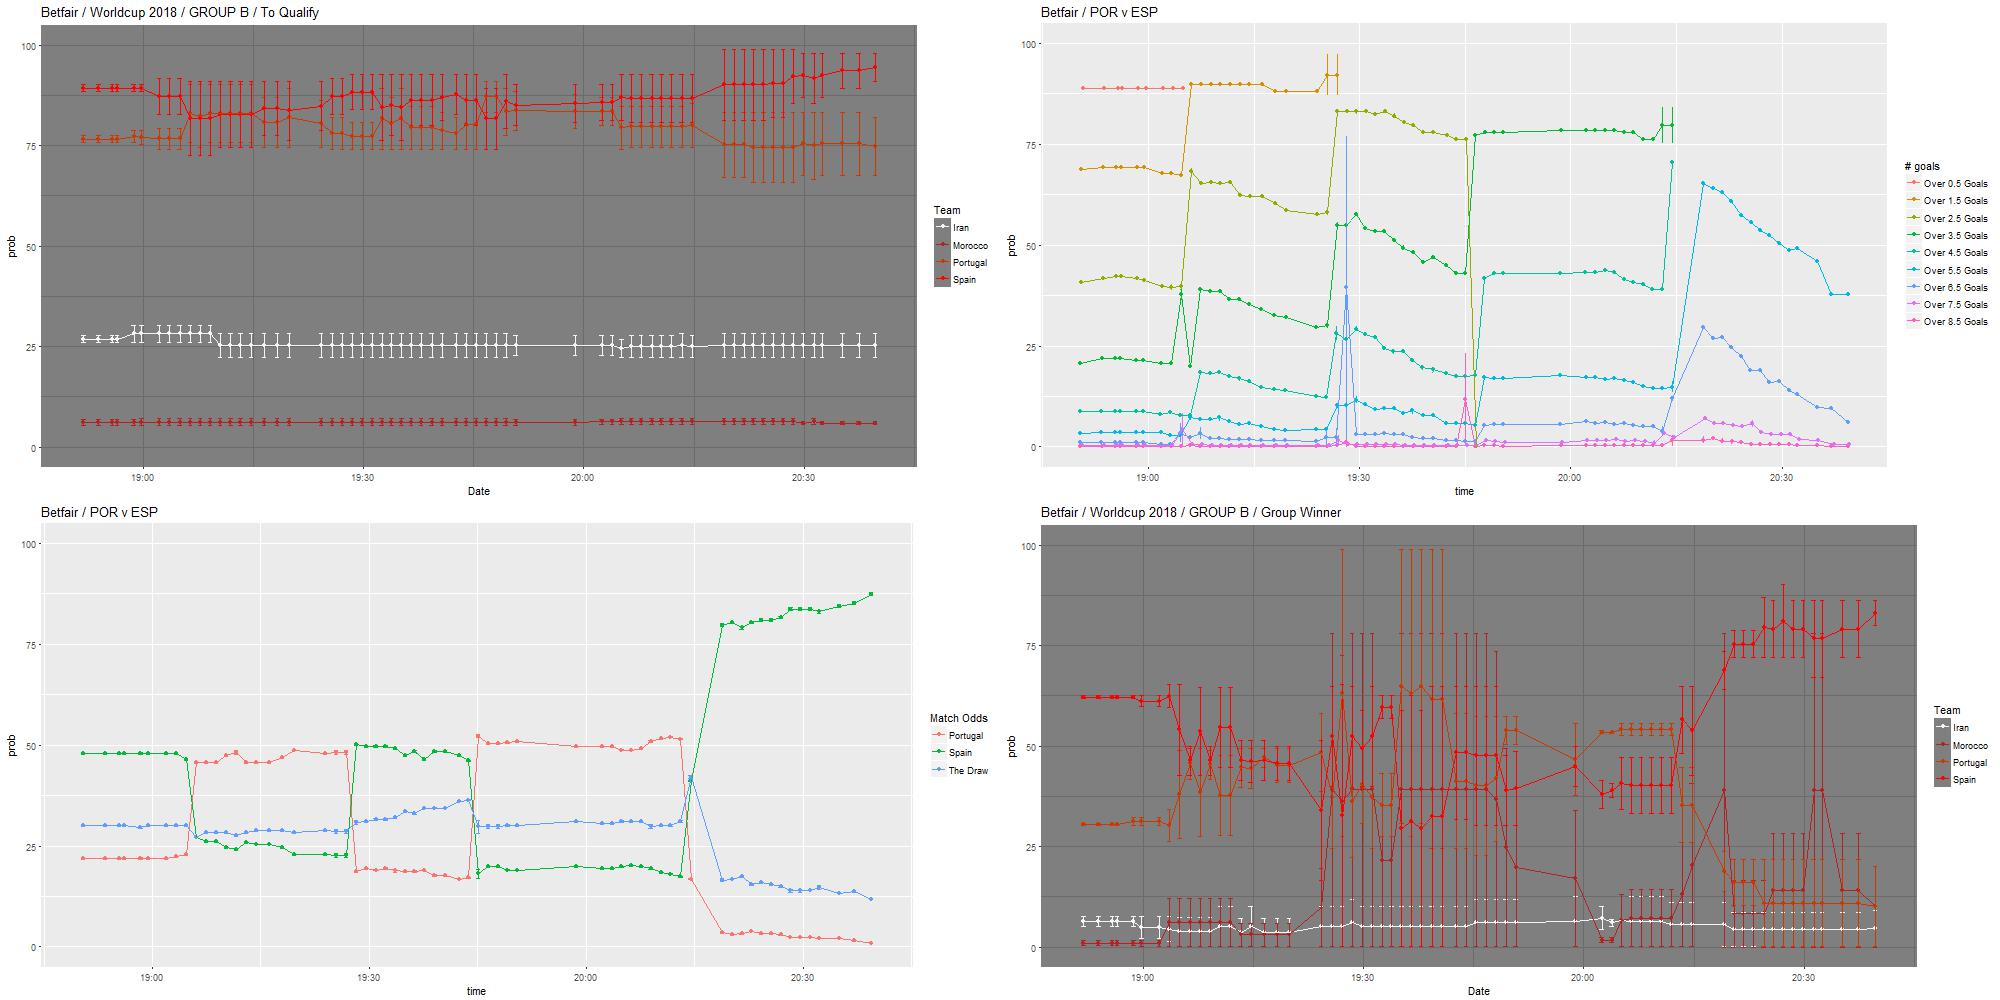 Betfair / Worldcup 2018 / GROUP B / To Qualify
100
75
50
25
0
prob
19:00
19:30
20:00
20:30
Date
Team
Iran
Morocco
Portugal
Spain
Betfair / POR v ESP
100
75
50
25
0
prob
19:00
19:30
20:00
20:30
time
# goals
Over 0.5 Goals
Over 1.5 Goals
Over 2.5 Goals
Over 3.5 Goals
Over 4.5 Goals
Over 5.5 Goals
Over 6.5 Goals
Over 7.5 Goals
Over 8.5 Goals
Betfair / POR v ESP
100
75
50
25
0
prob
19:00
19:30
20:00
20:30
time
Match Odds
Portugal
Spain
The Draw
Betfair / Worldcup 2018 / GROUP B / Group Winner
100
75
50
25
0
prob
19:00
19:30
20:00
20:30
Date
Team
Iran
Morocco
Portugal
Spain